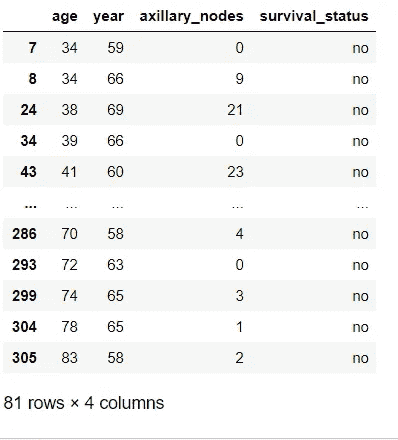 age year axillary_nodes survival_status
7 34 59 0 no
8 34 66 9 no
24 38 69 21 no
34 39 66 0 no
43 41 60 23 no
... ... ... ... ...
286 70 58 4 no
293 72 63 0 no
299 74 65 3 no
304 78 65 1 no
305 83 58 2 no
81 rows × 4 columns